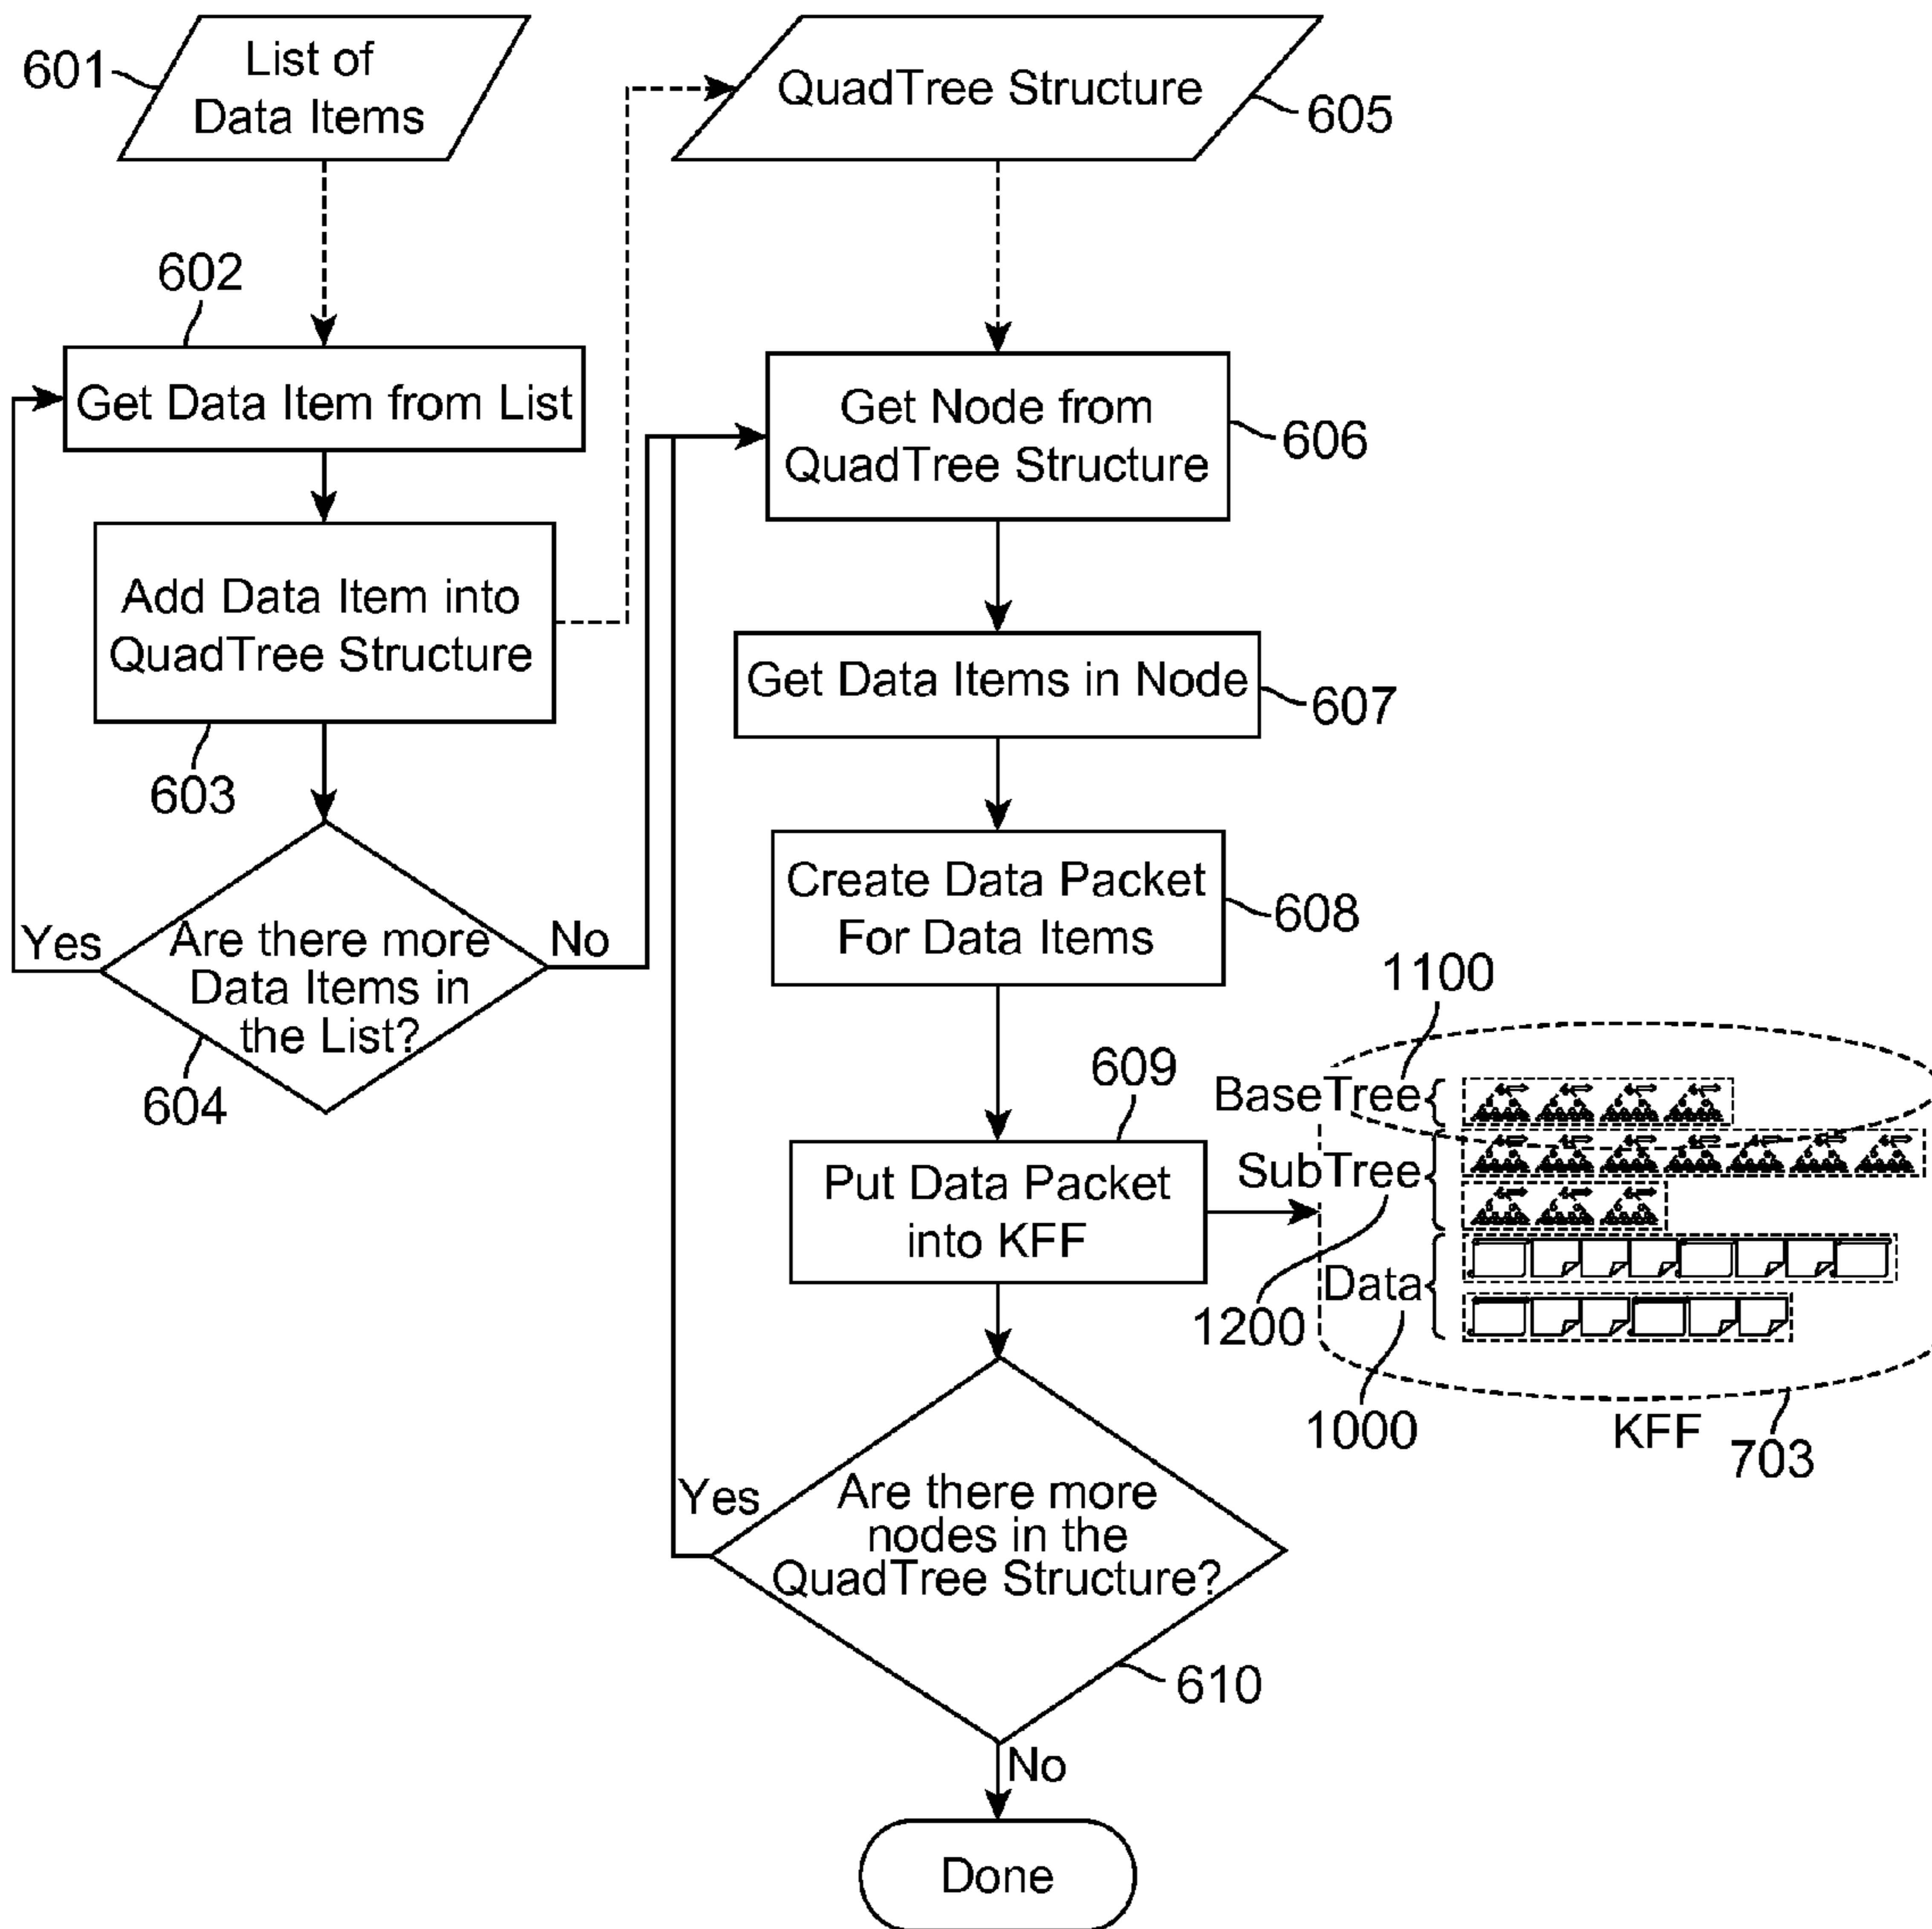 601
List of
Data Items
QuadTree Structure
605
602
Get Data Item from List
Get Node from
QuadTree Structure
606
Add Data Item into
QuadTree Structure
603
Get Data Items in Node
607
Yes
Are there more
Data Items in
the List?
No
604
Create Data Packet
For Data Items
608
1100
609
BaseTree
SubTree
Put Data Packet
into KFF
Data
1200
1000
KFF
703
Yes
Are there more
nodes in the
QuadTree Structure?
610
No
Done